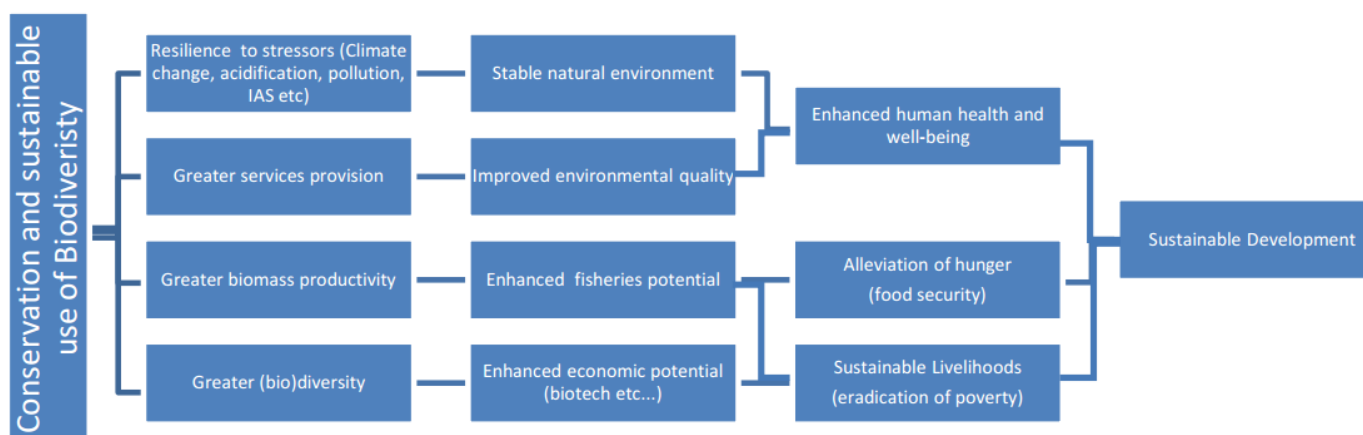 Conservation and sustainable
use of Biodiveristy
Resilience to stressors (Climate
change, acidification, pollution,
IAS etc)
Stable natural environment
Enhanced human health and
well-being
Greater services provision
Improved environmental quality
Sustainable Development
Greater biomass productivity
Enhanced fisheries potential
Alleviation of hunger
(food security)
Greater (bio)diversity
Enhanced economic potential
(biotech etc...)
Sustainable Livelihoods
(eradication of poverty)